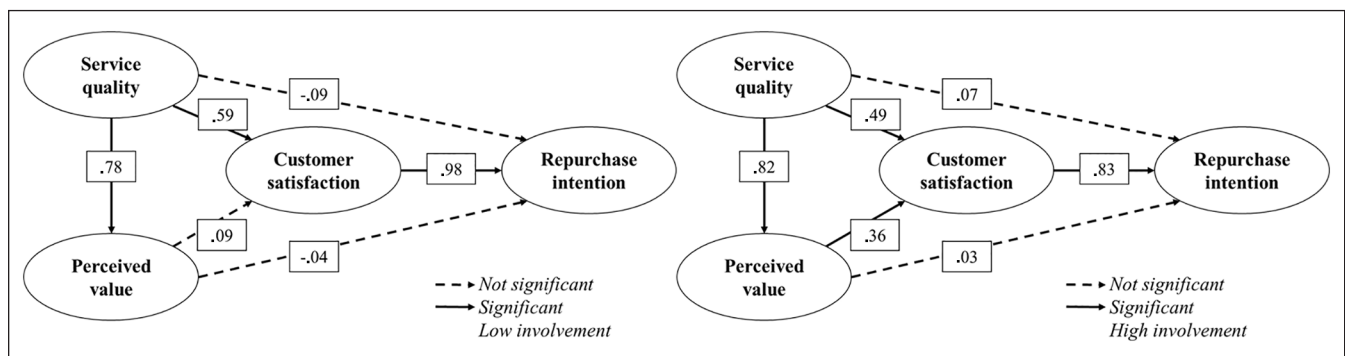 Service
quality
-.09
.59
.78
Customer
satisfaction
.98
Repurchase
intention
.09
-.04
Perceived
value
Not significant
Significant
Low involvement
Service
quality
.07
.49
.82
Customer
satisfaction
.83
Repurchase
intention
.36
.03
Perceived
value
Not significant
Significant
High involvement